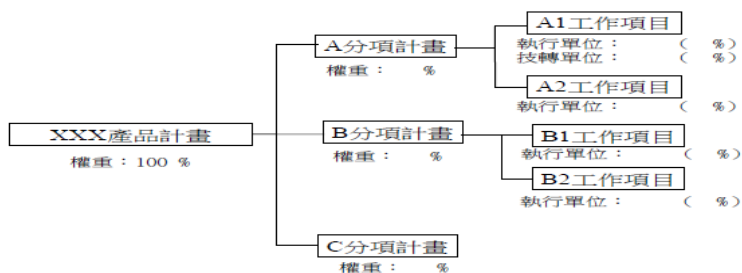 XXX產品計畫
權重：100 %
A分項計畫
權重：　　%
A1工作項目
執行單位：　　　(　%)
技轉單位：　　　(　%)
A2工作項目
執行單位：　　　(　%)
B分項計畫
權重：　　%
B1工作項目
執行單位：　　　(　%)
B2工作項目
執行單位：　　　(　%)
C分項計畫
權重：　　%